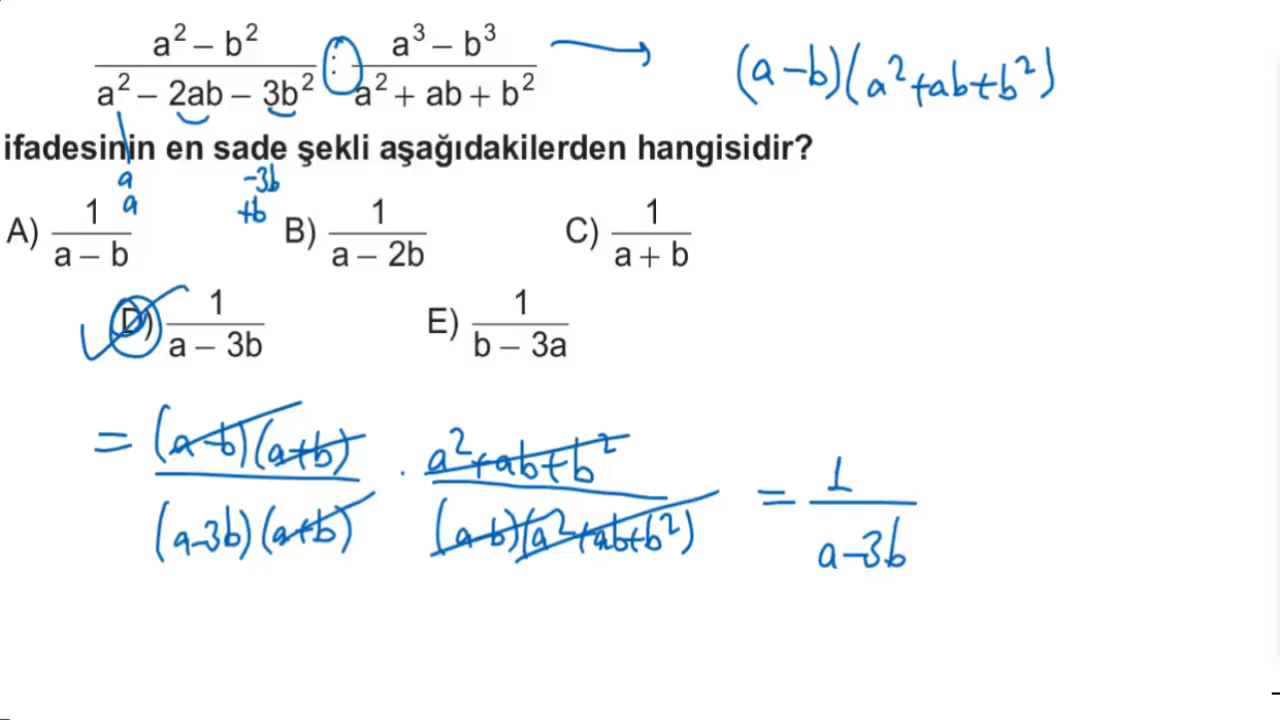 a² – b² / a² – 2ab – 3b² : a³ – b³ / a² + ab + b² → (a – b)(a² + ab + b²)
ifadesinin en sade şekli aşağıdakilerden hangisidir?
a -3b
a +b
A) 1 / a – b B) 1 / a – 2b C) 1 / a + b
D) 1 / a – 3b E) 1 / b – 3a
= (a – b)(a + b) / (a – 3b)(a + b) · a² + ab + b² / (a – b)(a² + ab + b²) = 1 / a – 3b